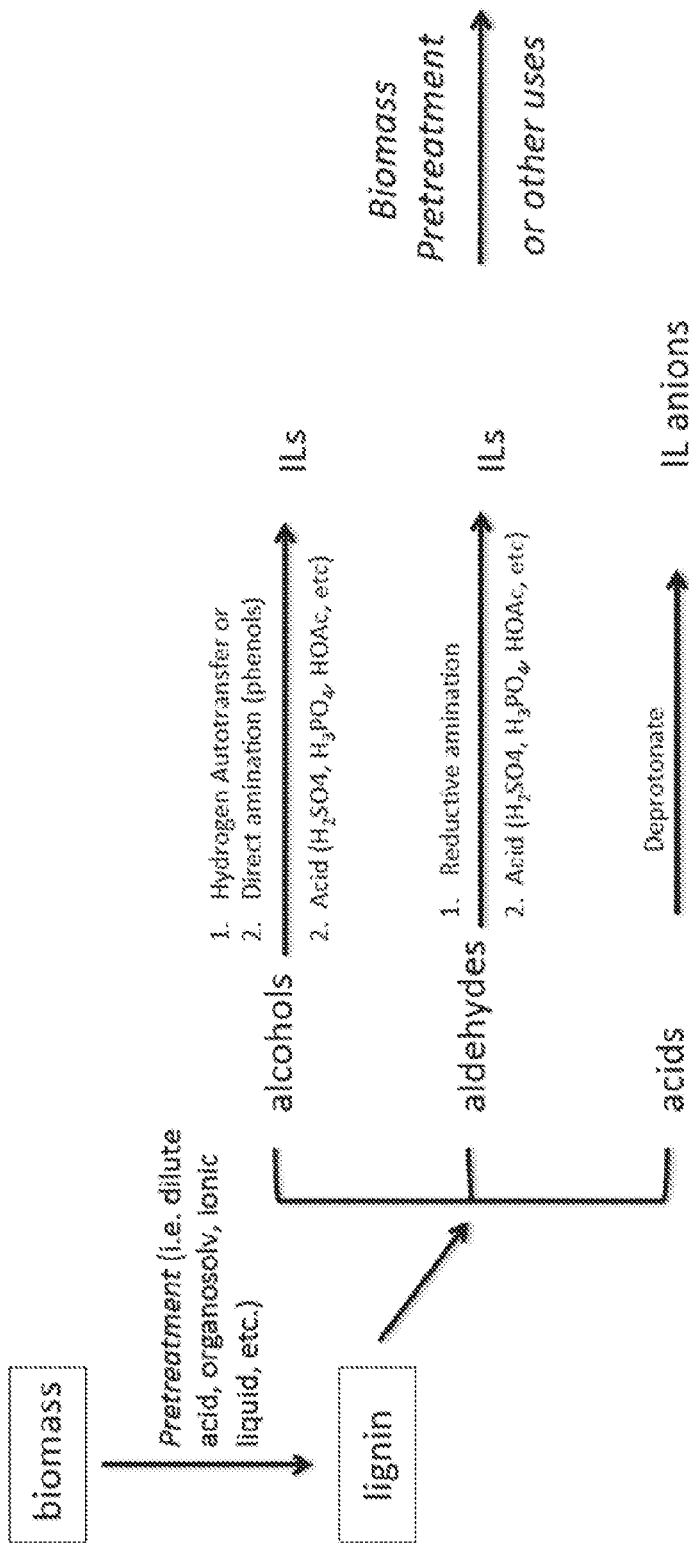 biomass
Pretreatment (i.e. dilute
acid, organosolv, ionic
liquid, etc.)
lignin
alcohols
1. Hydrogen Autotransfer or
2. Direct amination (phenols)
2. Acid (H₂SO4, H₃PO₄, HOAc, etc)
ILs
aldehydes
1. Reductive amination
2. Acid (H₂SO4, H₃PO₄, HOAc, etc)
ILs
acids
Deprotonate
IL anions
Biomass
Pretreatment
or other uses